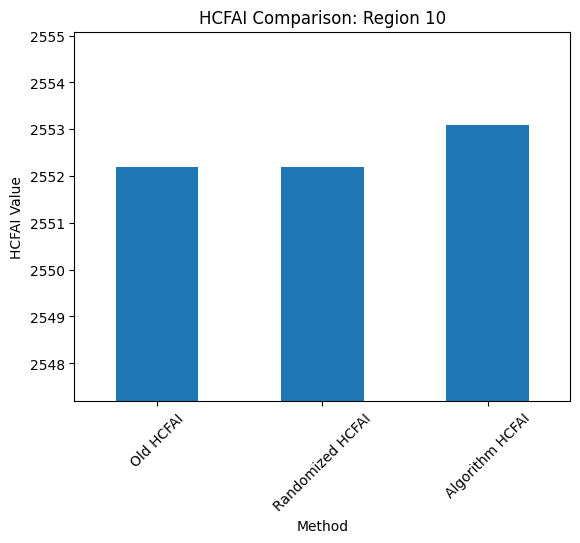 HCFAI Comparison: Region 10
2555
2554
2553
2552
2551
2550
2549
2548
HCFAI Value
Old HCFAI
Randomized HCFAI
Algorithm HCFAI
Method